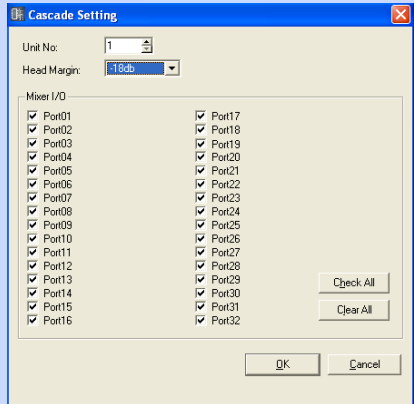 Cascade Setting
Unit No: 1
Head Margin: -18db
Mixer I/O
Port01 Port17
Port02 Port18
Port03 Port19
Port04 Port20
Port05 Port21
Port06 Port22
Port07 Port23
Port08 Port24
Port09 Port25
Port10 Port26
Port11 Port27
Port12 Port28
Port13 Port29
Port14 Port30
Port15 Port31
Port16 Port32
Check All
Clear All
OK Cancel